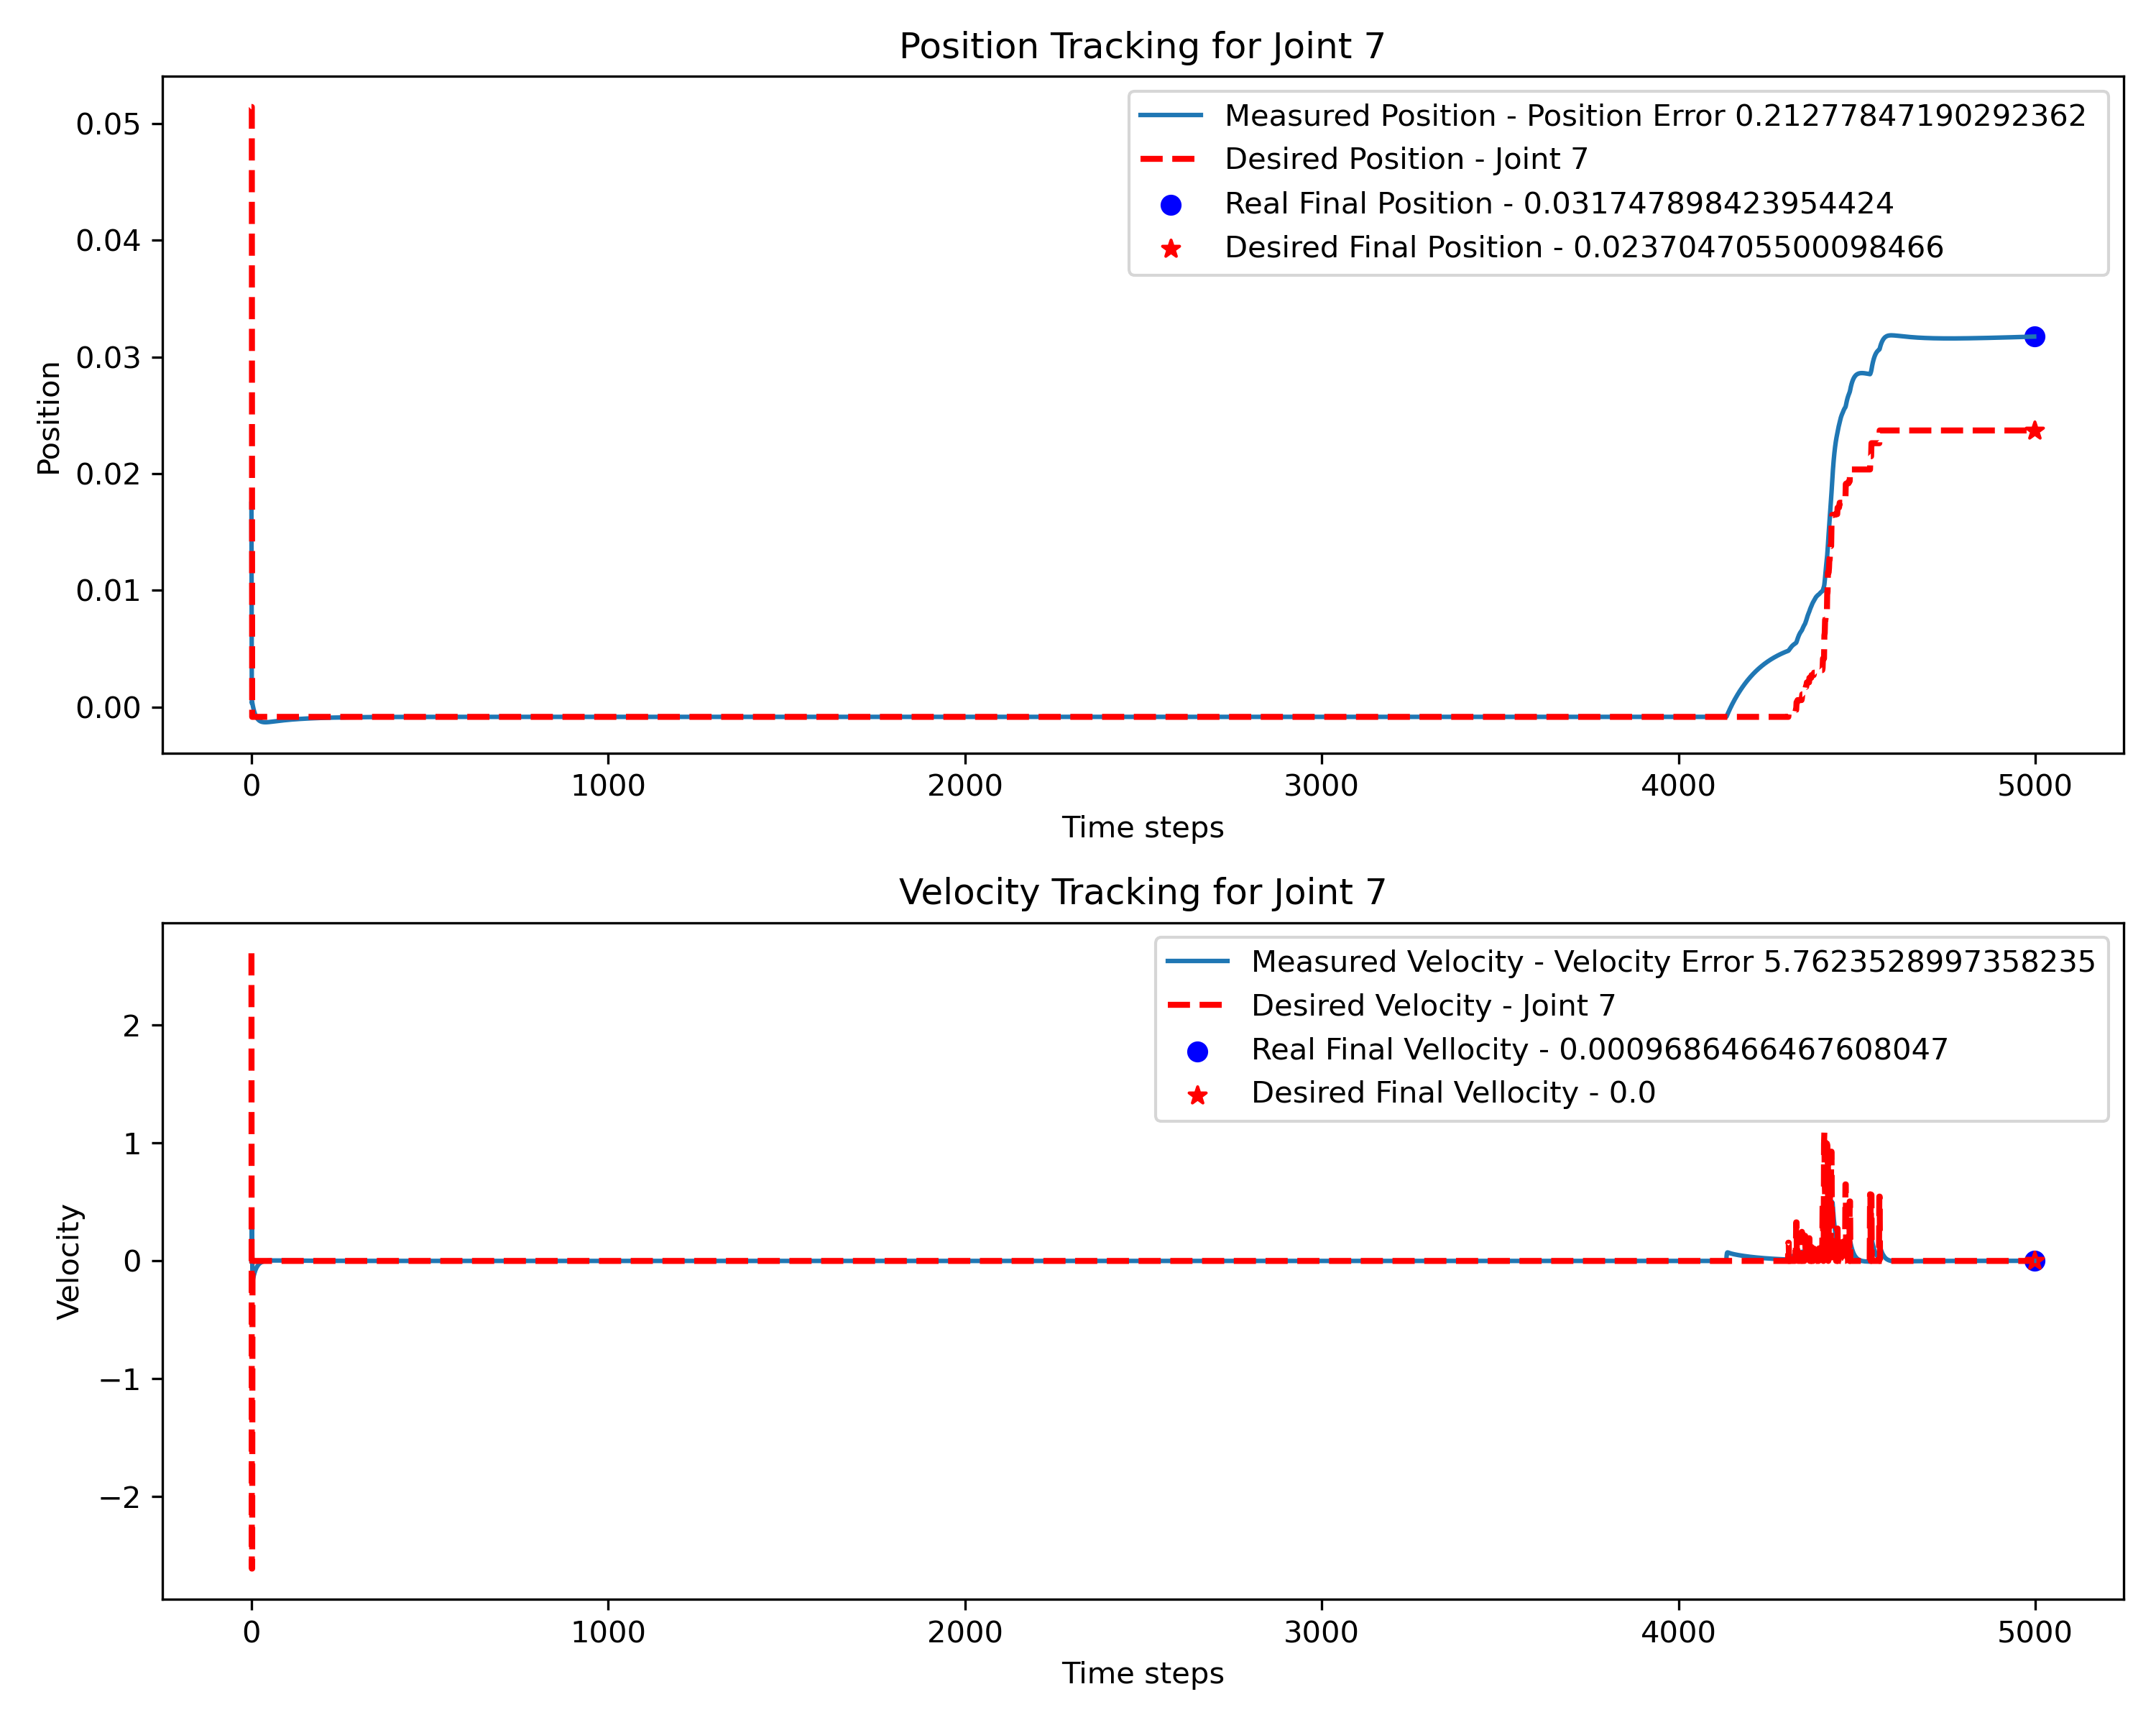 Position Tracking for Joint 7
Measured Position - Position Error 0.21277847190292362
Desired Position - Joint 7
Real Final Position - 0.031747898423954424
Desired Final Position - 0.023704705500098466
Position
0.05
0.04
0.03
0.02
0.01
0.00
0 1000 2000 3000 4000 5000
Time steps
Velocity Tracking for Joint 7
Measured Velocity - Velocity Error 5.7623528997358235
Desired Velocity - Joint 7
Real Final Vellocity - 0.0009686466467608047
Desired Final Vellocity - 0.0
Velocity
2
1
0
−1
−2
0 1000 2000 3000 4000 5000
Time steps